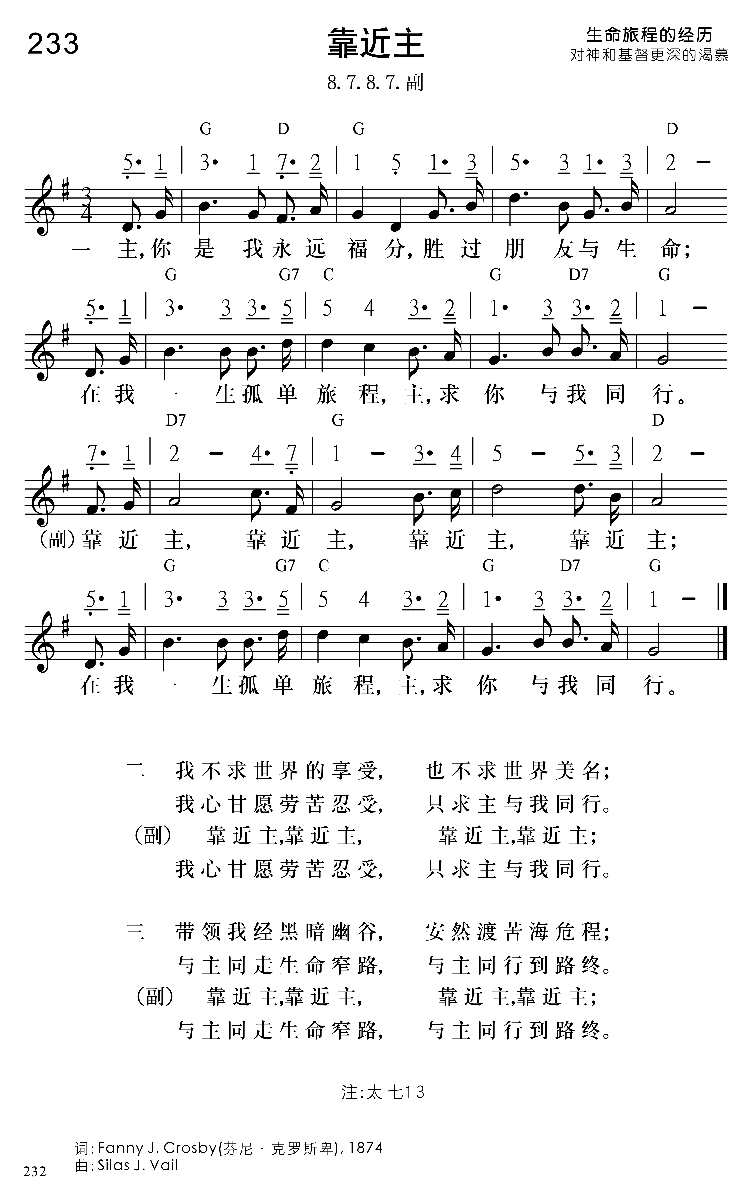 233
靠近主
生命旅程的经历
对神和基督更深的渴慕
8.7.8.7.副
G D G D
5· 1 | 3· 1 7· 2 | 1 5 1· 3 | 5· 3 1· 3 | 2 –
3 4
一 主,你 是 我 永 远 福 分,胜 过 朋 友 与 生 命;
G G7 C G D7 G
5· 1 | 3· 3 3· 5 | 5 4 3· 2 | 1· 3 3· 2 | 1 –
在 我 一 生 孤 单 旅 程, 主,求 你 与 我 同 行。
D7 G D
7· 1 | 2 – 4· 7 | 1 – 3· 4 | 5 – 5· 3 | 2 –
(副) 靠 近 主, 靠 近 主, 靠 近 主, 靠 近 主;
G G7 C G D7 G
5· 1 | 3· 3 3· 5 | 5 4 3· 2 | 1· 3 3· 2 | 1 –
在 我 一 生 孤 单 旅 程, 主,求 你 与 我 同 行。
二 我不求世界的享受, 也不求世界美名;
我心甘愿劳苦忍受, 只求主与我同行。
(副) 靠近主,靠近主, 靠近主,靠近主;
我心甘愿劳苦忍受, 只求主与我同行。
三 带领我经黑暗幽谷, 安然渡苦海危程;
与主同走生命窄路, 与主同行到路终。
(副) 靠近主,靠近主, 靠近主,靠近主;
与主同走生命窄路, 与主同行到路终。
注:太 七13
词: Fanny J. Crosby(芬尼·克罗斯卑), 1874
曲: Silas J. Vail
232